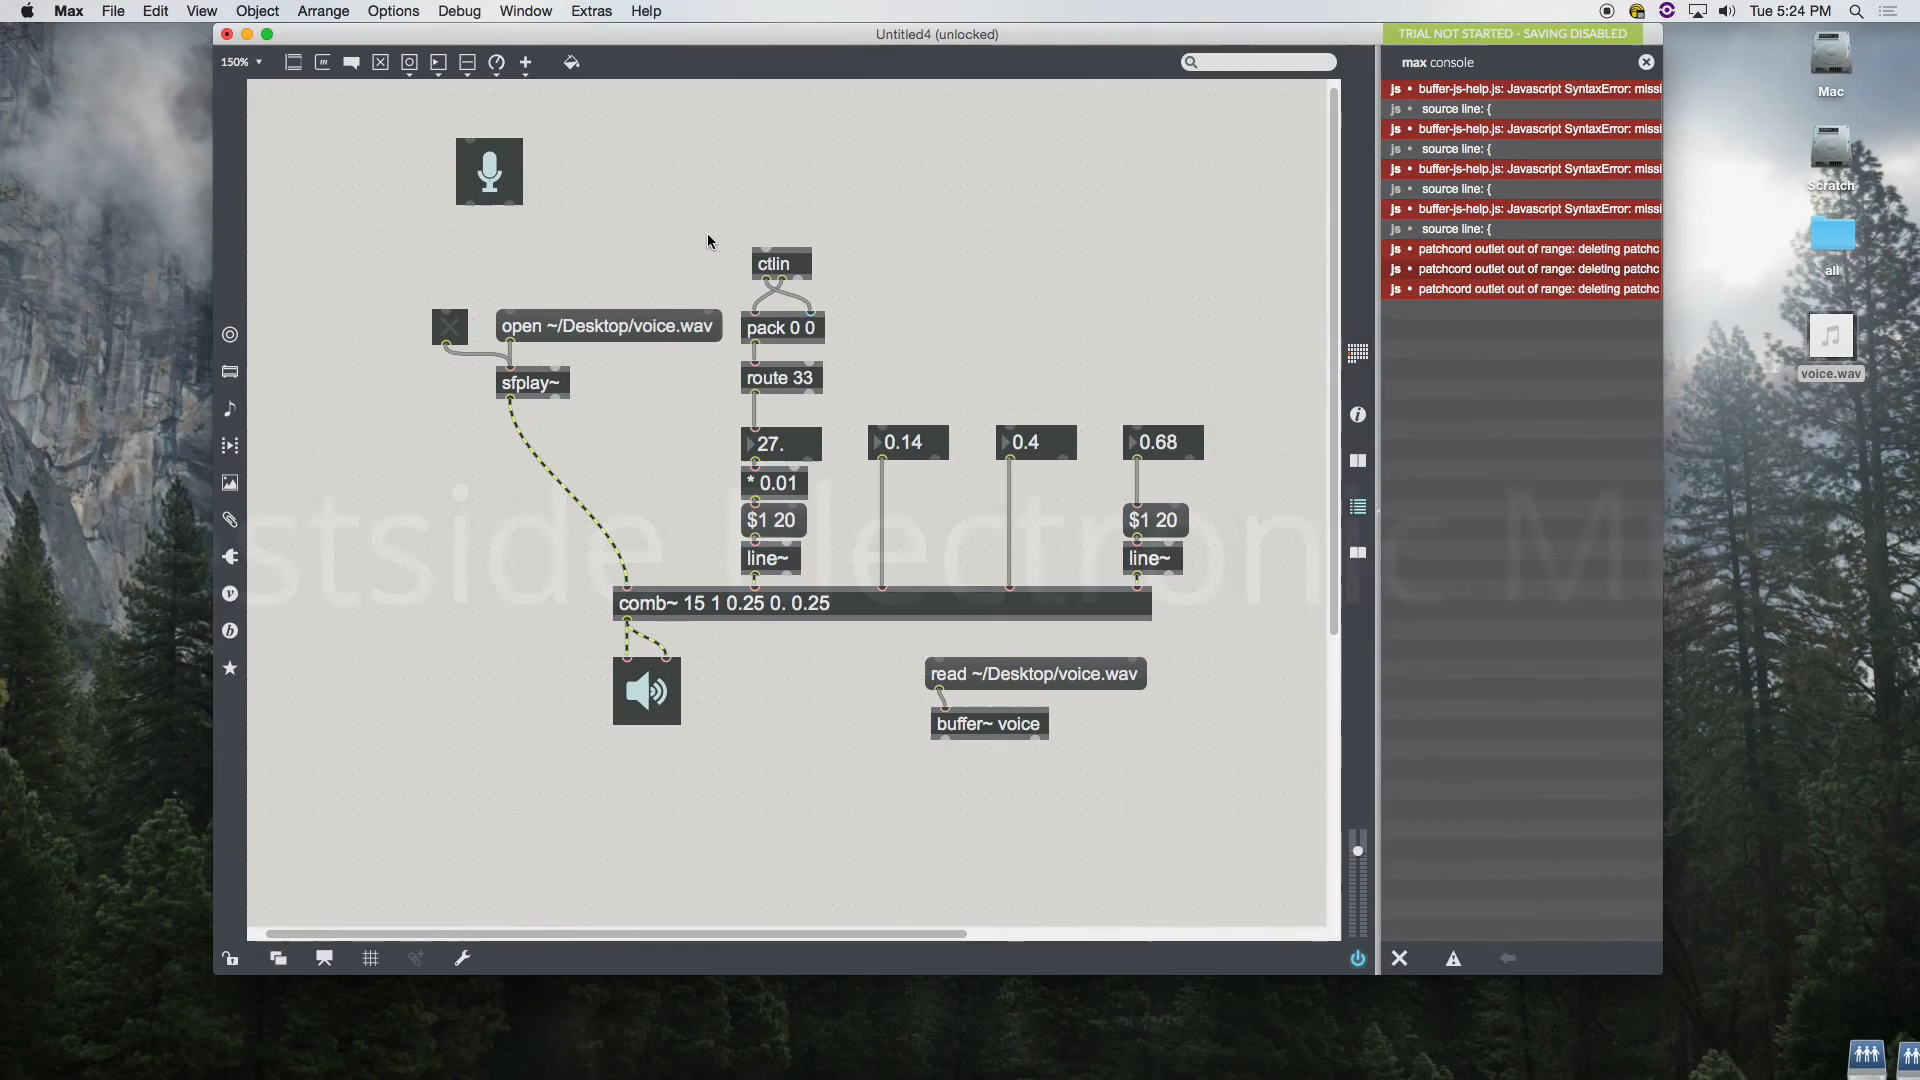 Max File Edit View Object Arrange Options Debug Window Extras Help
Tue 5:24 PM
Untitled4 (unlocked)
TRIAL NOT STARTED - SAVING DISABLED
150%
max console
js • buffer-js-help.js: Javascript SyntaxError: missi
js • source line: {
js • buffer-js-help.js: Javascript SyntaxError: missi
js • source line: {
js • buffer-js-help.js: Javascript SyntaxError: missi
js • source line: {
js • buffer-js-help.js: Javascript SyntaxError: missi
js • source line: {
js • patchcord outlet out of range: deleting patchc
js • patchcord outlet out of range: deleting patchc
js • patchcord outlet out of range: deleting patchc
Mac
Scratch
all
voice.wav
ctlin
open ~/Desktop/voice.wav
pack 0 0
sfplay~
route 33
27.
0.14
0.4
0.68
* 0.01
$1 20
$1 20
line~
line~
stside Electronic M
comb~ 15 1 0.25 0. 0.25
read ~/Desktop/voice.wav
buffer~ voice